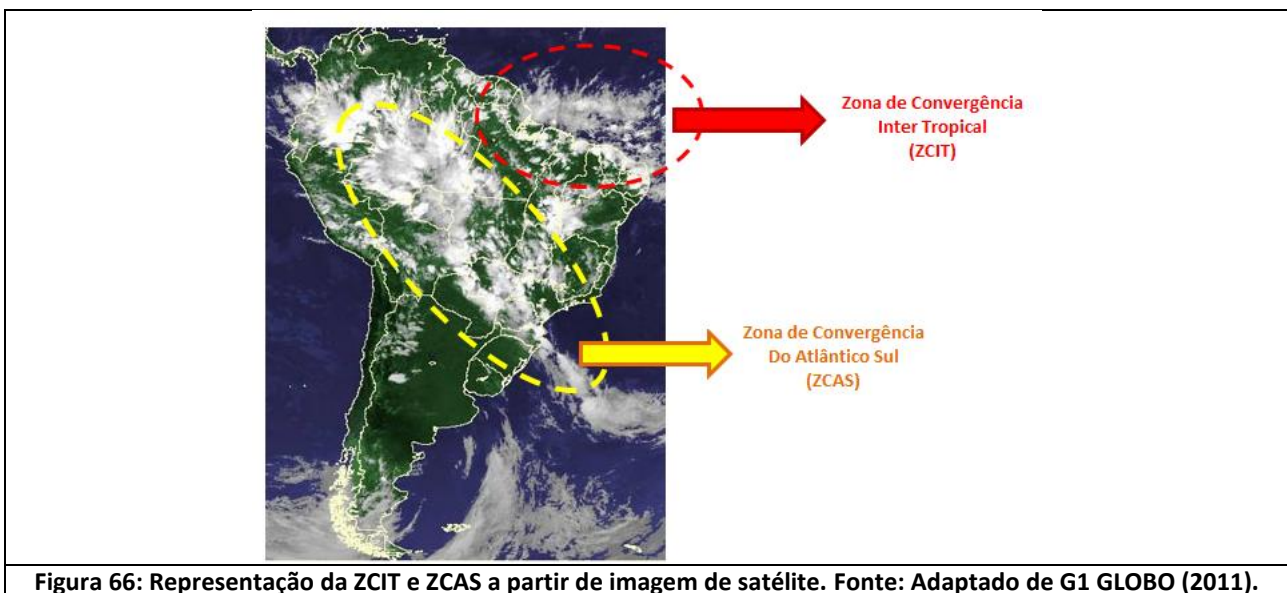 Zona de Convergência
Inter Tropical
(ZCIT)
Zona de Convergência
Do Atlântico Sul
(ZCAS)
Figura 66: Representação da ZCIT e ZCAS a partir de imagem de satélite. Fonte: Adaptado de G1 GLOBO (2011).